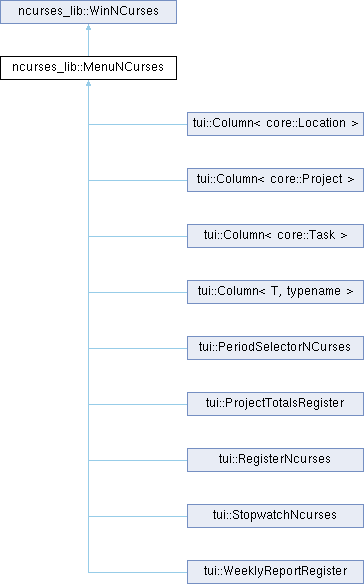 ncurses_lib::WinNCurses
ncurses_lib::MenuNCurses
tui::Column< core::Location >
tui::Column< core::Project >
tui::Column< core::Task >
tui::Column< T, typename >
tui::PeriodSelectorNCurses
tui::ProjectTotalsRegister
tui::RegisterNcurses
tui::StopwatchNcurses
tui::WeeklyReportRegister